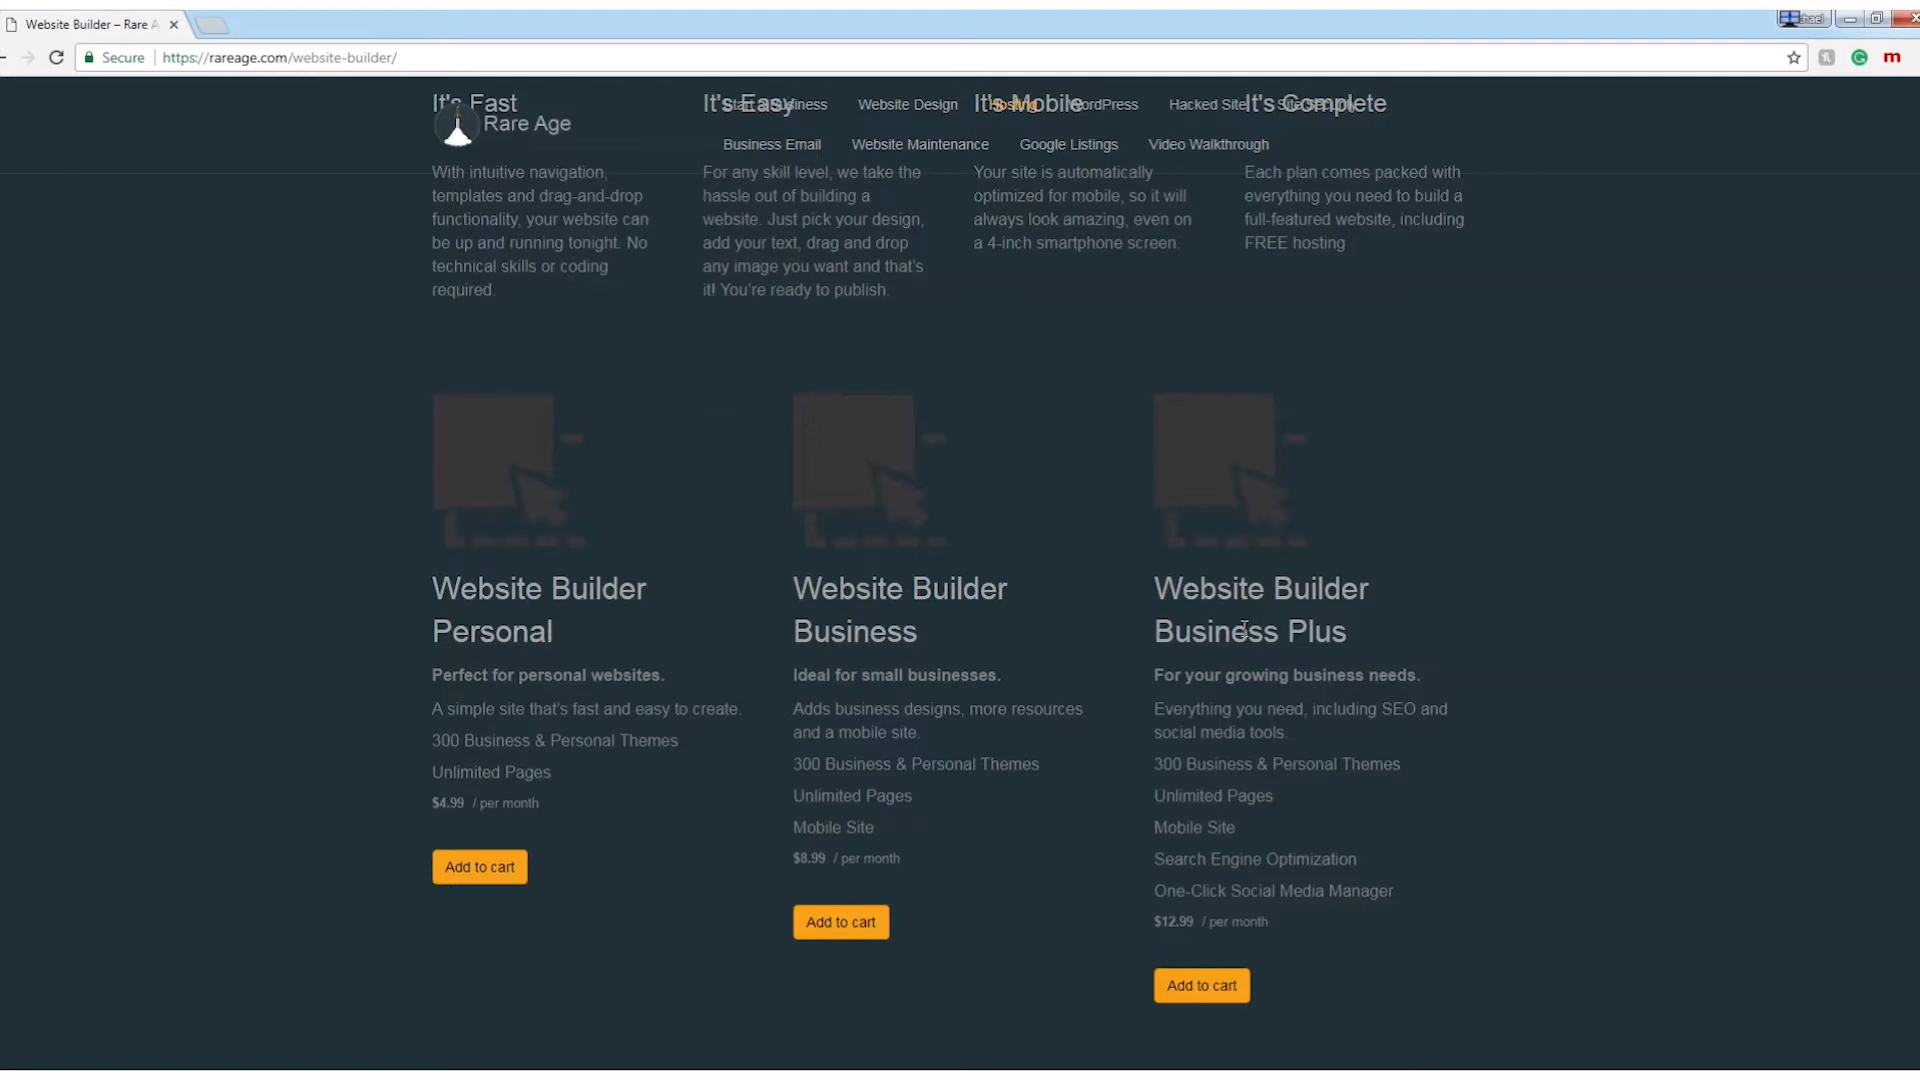 Website Builder – Rare A
Secure https://rareage.com/website-builder/
It's Fast
It's Easy
It's Mobile
It's Complete
Rare Age
Business
Website Design
Hosting
WordPress
Hacked Site
Business Email
Website Maintenance
Google Listings
Video Walkthrough
With intuitive navigation,
templates and drag-and-drop
functionality, your website can
be up and running tonight. No
technical skills or coding
required.
For any skill level, we take the
hassle out of building a
website. Just pick your design,
add your text, drag and drop
any image you want and that's
it! You're ready to publish.
Your site is automatically
optimized for mobile, so it will
always look amazing, even on
a 4-inch smartphone screen.
Each plan comes packed with
everything you need to build a
full-featured website, including
FREE hosting
Website Builder
Personal
Perfect for personal websites.
A simple site that's fast and easy to create.
300 Business & Personal Themes
Unlimited Pages
$4.99 / per month
Add to cart
Website Builder
Business
Ideal for small businesses.
Adds business designs, more resources
and a mobile site.
300 Business & Personal Themes
Unlimited Pages
Mobile Site
$8.99 / per month
Add to cart
Website Builder
Business Plus
For your growing business needs.
Everything you need, including SEO and
social media tools.
300 Business & Personal Themes
Unlimited Pages
Mobile Site
Search Engine Optimization
One-Click Social Media Manager
$12.99 / per month
Add to cart